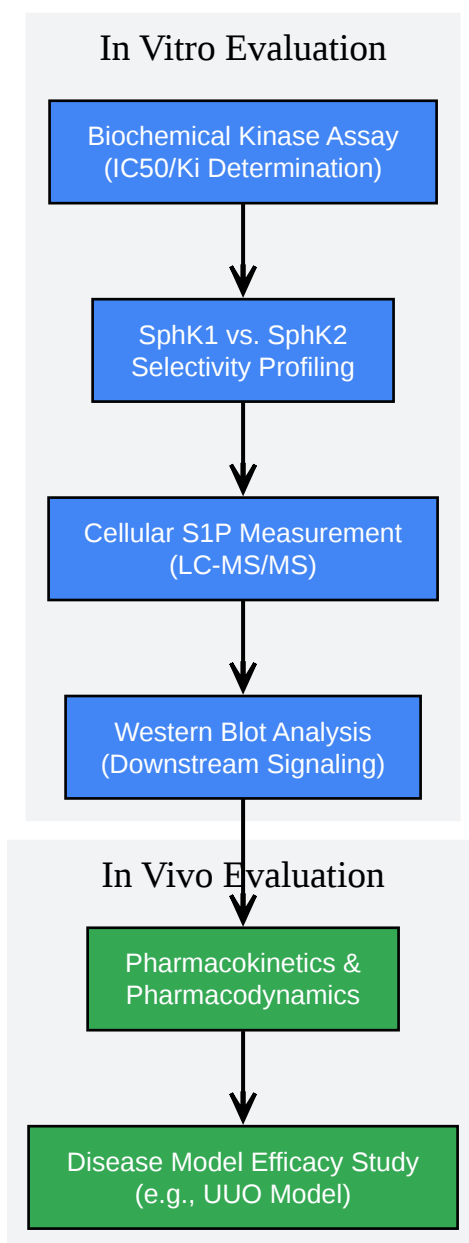 In Vitro Evaluation
Biochemical Kinase Assay
(IC50/Ki Determination)
SphK1 vs. SphK2
Selectivity Profiling
Cellular S1P Measurement
(LC-MS/MS)
Western Blot Analysis
(Downstream Signaling)
In Vivo Evaluation
Pharmacokinetics &
Pharmacodynamics
Disease Model Efficacy Study
(e.g., UUO Model)